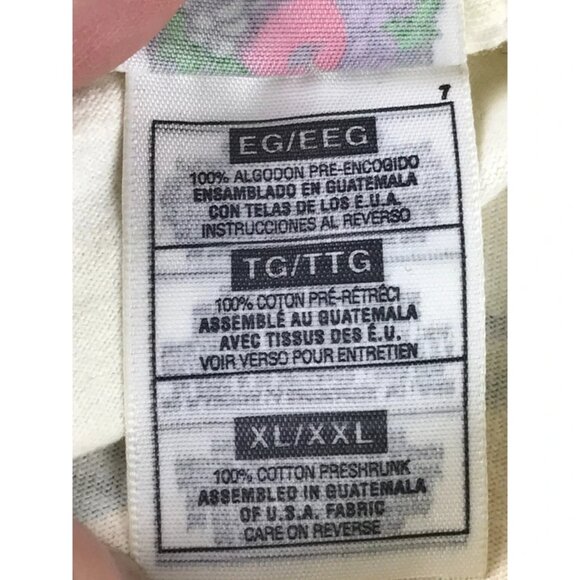 7
EG/EEG
100% ALGODON PRE-ENCOGIDO
ENSAMBLADO EN GUATEMALA
CON TELAS DE LOS E.U.A.
INSTRUCCIONES AL REVERSO
TG/TTG
100% COTON PRÉ-RÉTRÉCI
ASSEMBLÉ AU GUATEMALA
AVEC TISSUS DES É.U.
VOIR VERSO POUR ENTRETIEN
XL/XXL
100% COTTON PRESHRUNK
ASSEMBLED IN GUATEMALA
OF U.S.A. FABRIC
CARE ON REVERSE